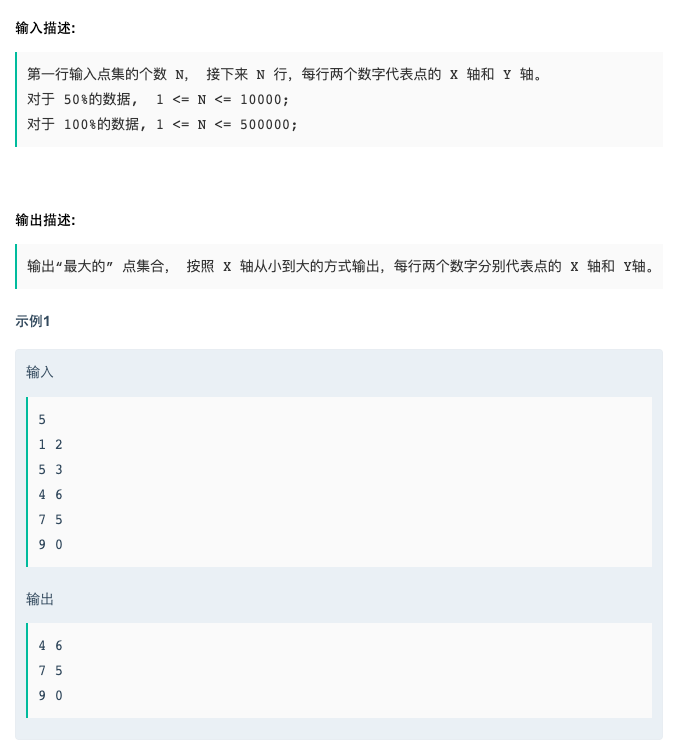 输入描述:
第一行输入点集的个数 N， 接下来 N 行，每行两个数字代表点的 X 轴和 Y 轴。
对于 50%的数据,  1 <= N <= 10000;
对于 100%的数据, 1 <= N <= 500000;
输出描述:
输出“最大的” 点集合， 按照 X 轴从小到大的方式输出，每行两个数字分别代表点的 X 轴和 Y轴。
示例1
输入
5
1 2
5 3
4 6
7 5
9 0
输出
4 6
7 5
9 0